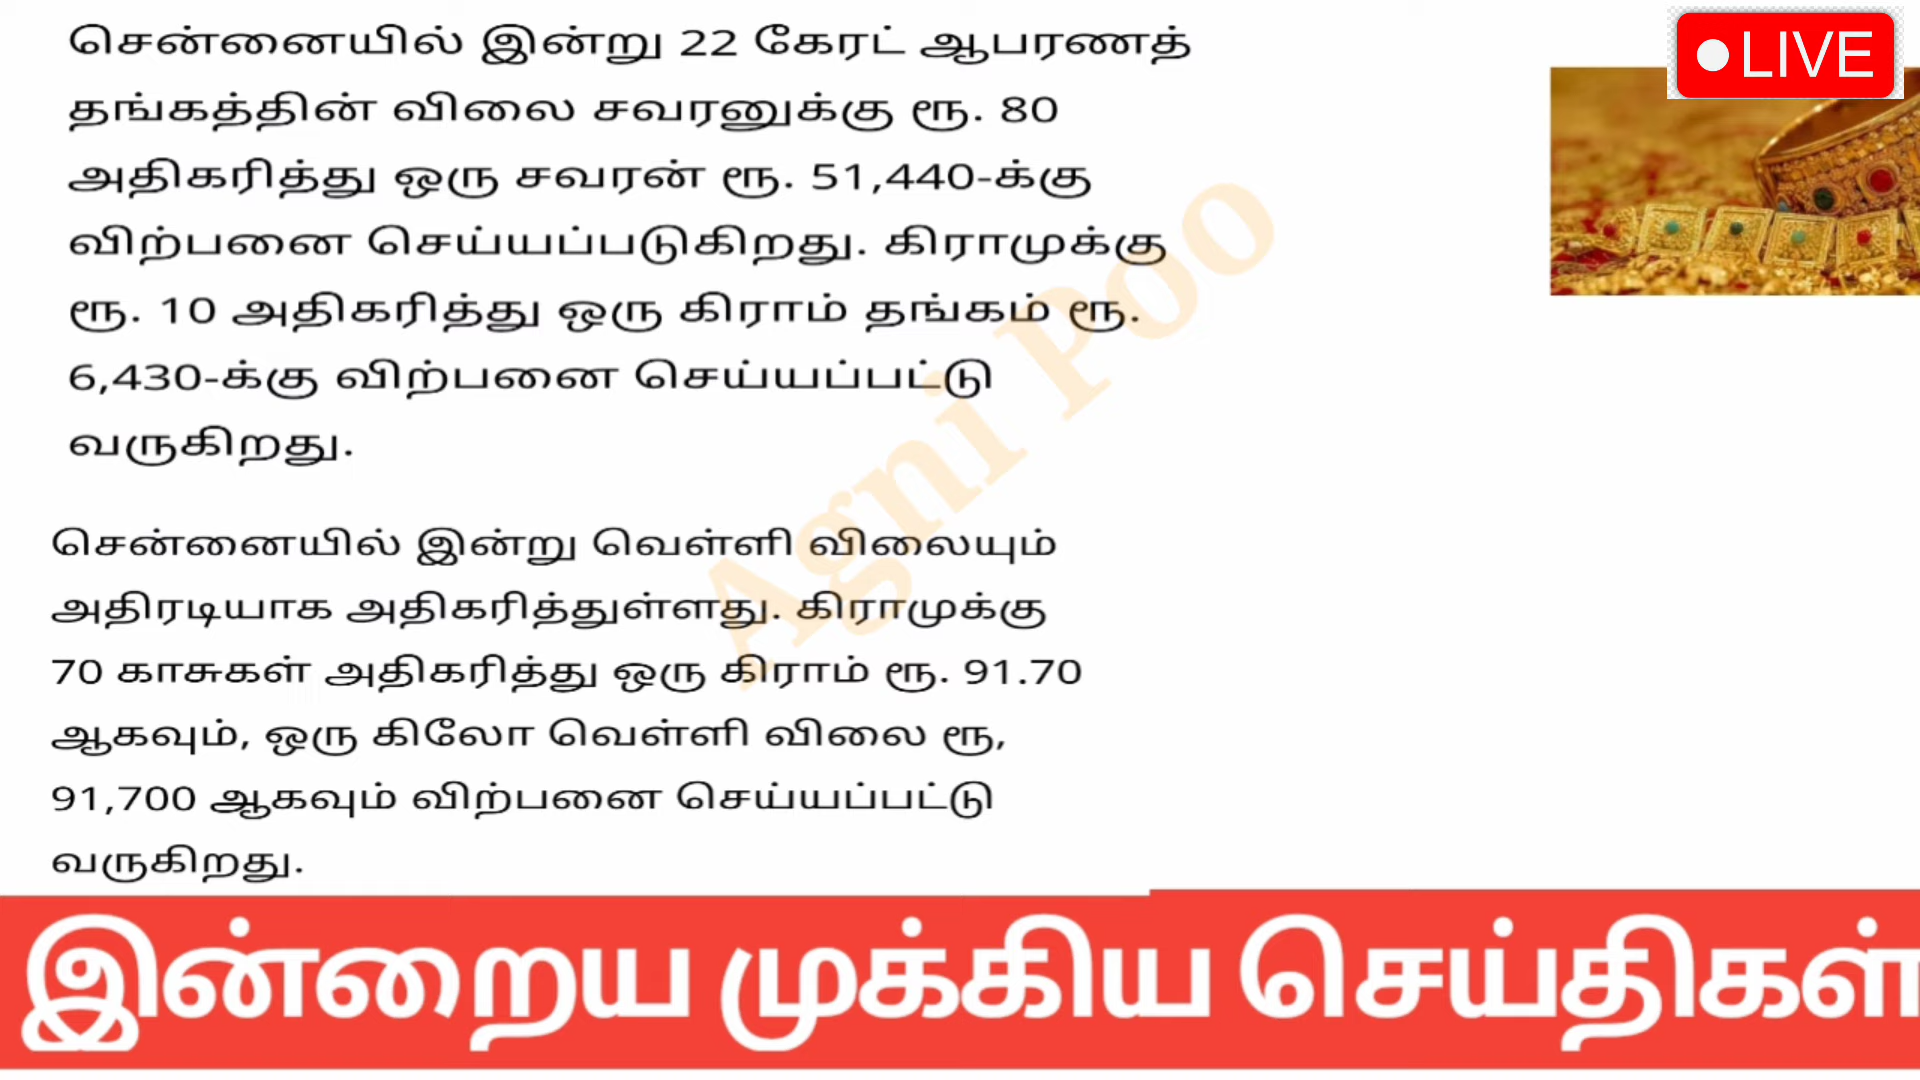 சென்னையில் இன்று 22 கேரட் ஆபரணத்
தங்கத்தின் விலை சவரனுக்கு ரூ. 80
அதிகரித்து ஒரு சவரன் ரூ. 51,440-க்கு
விற்பனை செய்யப்படுகிறது. கிராமுக்கு
ரூ. 10 அதிகரித்து ஒரு கிராம் தங்கம் ரூ.
6,430-க்கு விற்பனை செய்யப்பட்டு
வருகிறது.
சென்னையில் இன்று வெள்ளி விலையும்
அதிரடியாக அதிகரித்துள்ளது. கிராமுக்கு
70 காசுகள் அதிகரித்து ஒரு கிராம் ரூ. 91.70
ஆகவும், ஒரு கிலோ வெள்ளி விலை ரூ,
91,700 ஆகவும் விற்பனை செய்யப்பட்டு
வருகிறது.
Agni Poo
LIVE
இன்றைய முக்கிய செய்திகள்